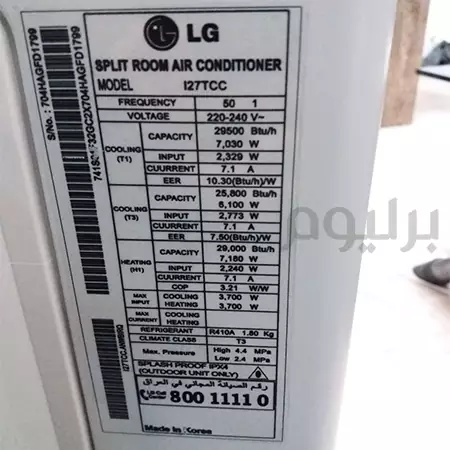 LG
SPLIT ROOM AIR CONDITIONER
MODEL I27TCC
FREQUENCY 50 1
VOLTAGE 220-240 V~
COOLING (T1) CAPACITY 29500 Btu/h
7,030 W
INPUT 2,329 W
CUURRENT 7.1 A
EER 10.30(Btu/h)/W
COOLING (T3) CAPACITY 25,800 Btu/h
6,100 W
INPUT 2,773 W
CUURRENT 7.1 A
EER 7.50(Btu/h)/W
HEATING (H1) CAPACITY 29,000 Btu/h
7,180 W
INPUT 2,240 W
CUURRENT 7.1 A
COP 3.21 W/W
MAX INPUT COOLING 3,700 W
HEATING 3,700 W
MAX CURRENT COOLING
HEATING
REFRIGERANT R410A 1.80 Kg
CLIMATE CLASS T3
Max. Pressure High 4.4 MPa
Low 2.4 MPa
SPLASH PROOF IPX4
(OUTDOOR UNIT ONLY)
رقم الصيانة المجاني في العراق
LG Call Center 800 1111 0
Made in Korea
S/No. : 704HAGFD1799
برلیوم